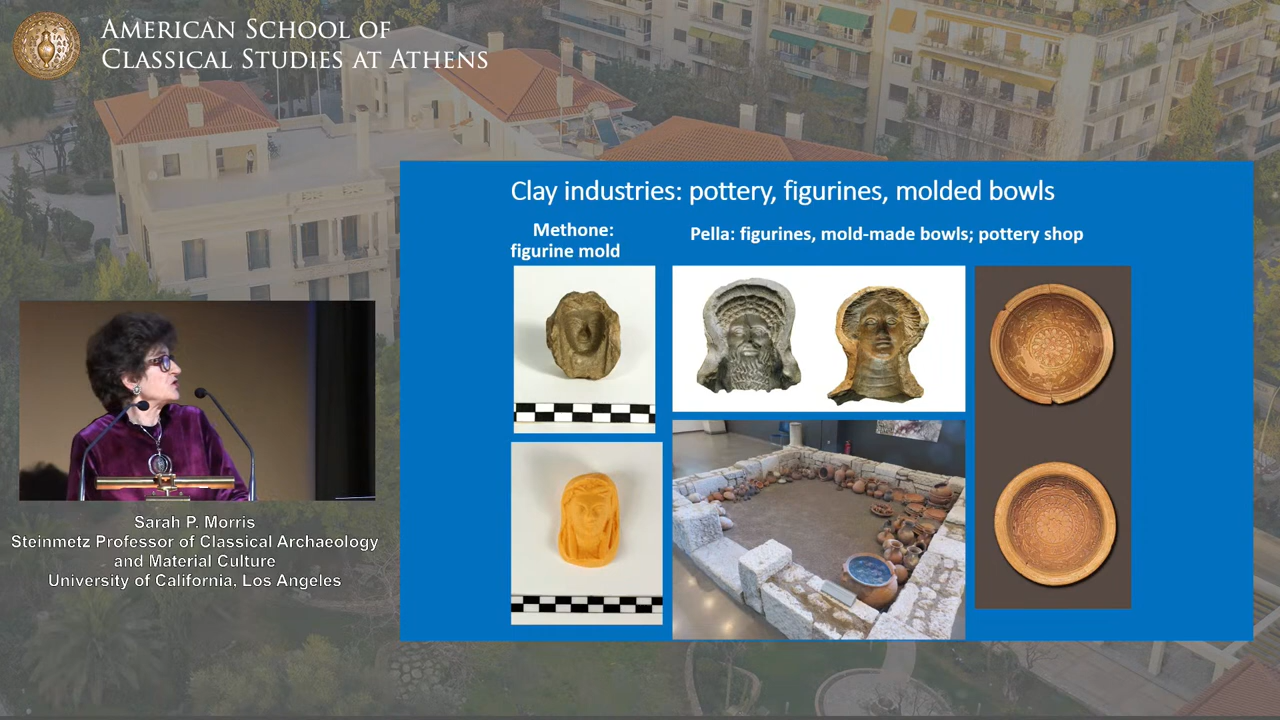 AMERICAN SCHOOL OF
CLASSICAL STUDIES AT ATHENS
Clay industries: pottery, figurines, molded bowls
Methone:
figurine mold
Pella: figurines, mold-made bowls; pottery shop
Sarah P. Morris
Steinmetz Professor of Classical Archaeology
and Material Culture
University of California, Los Angeles